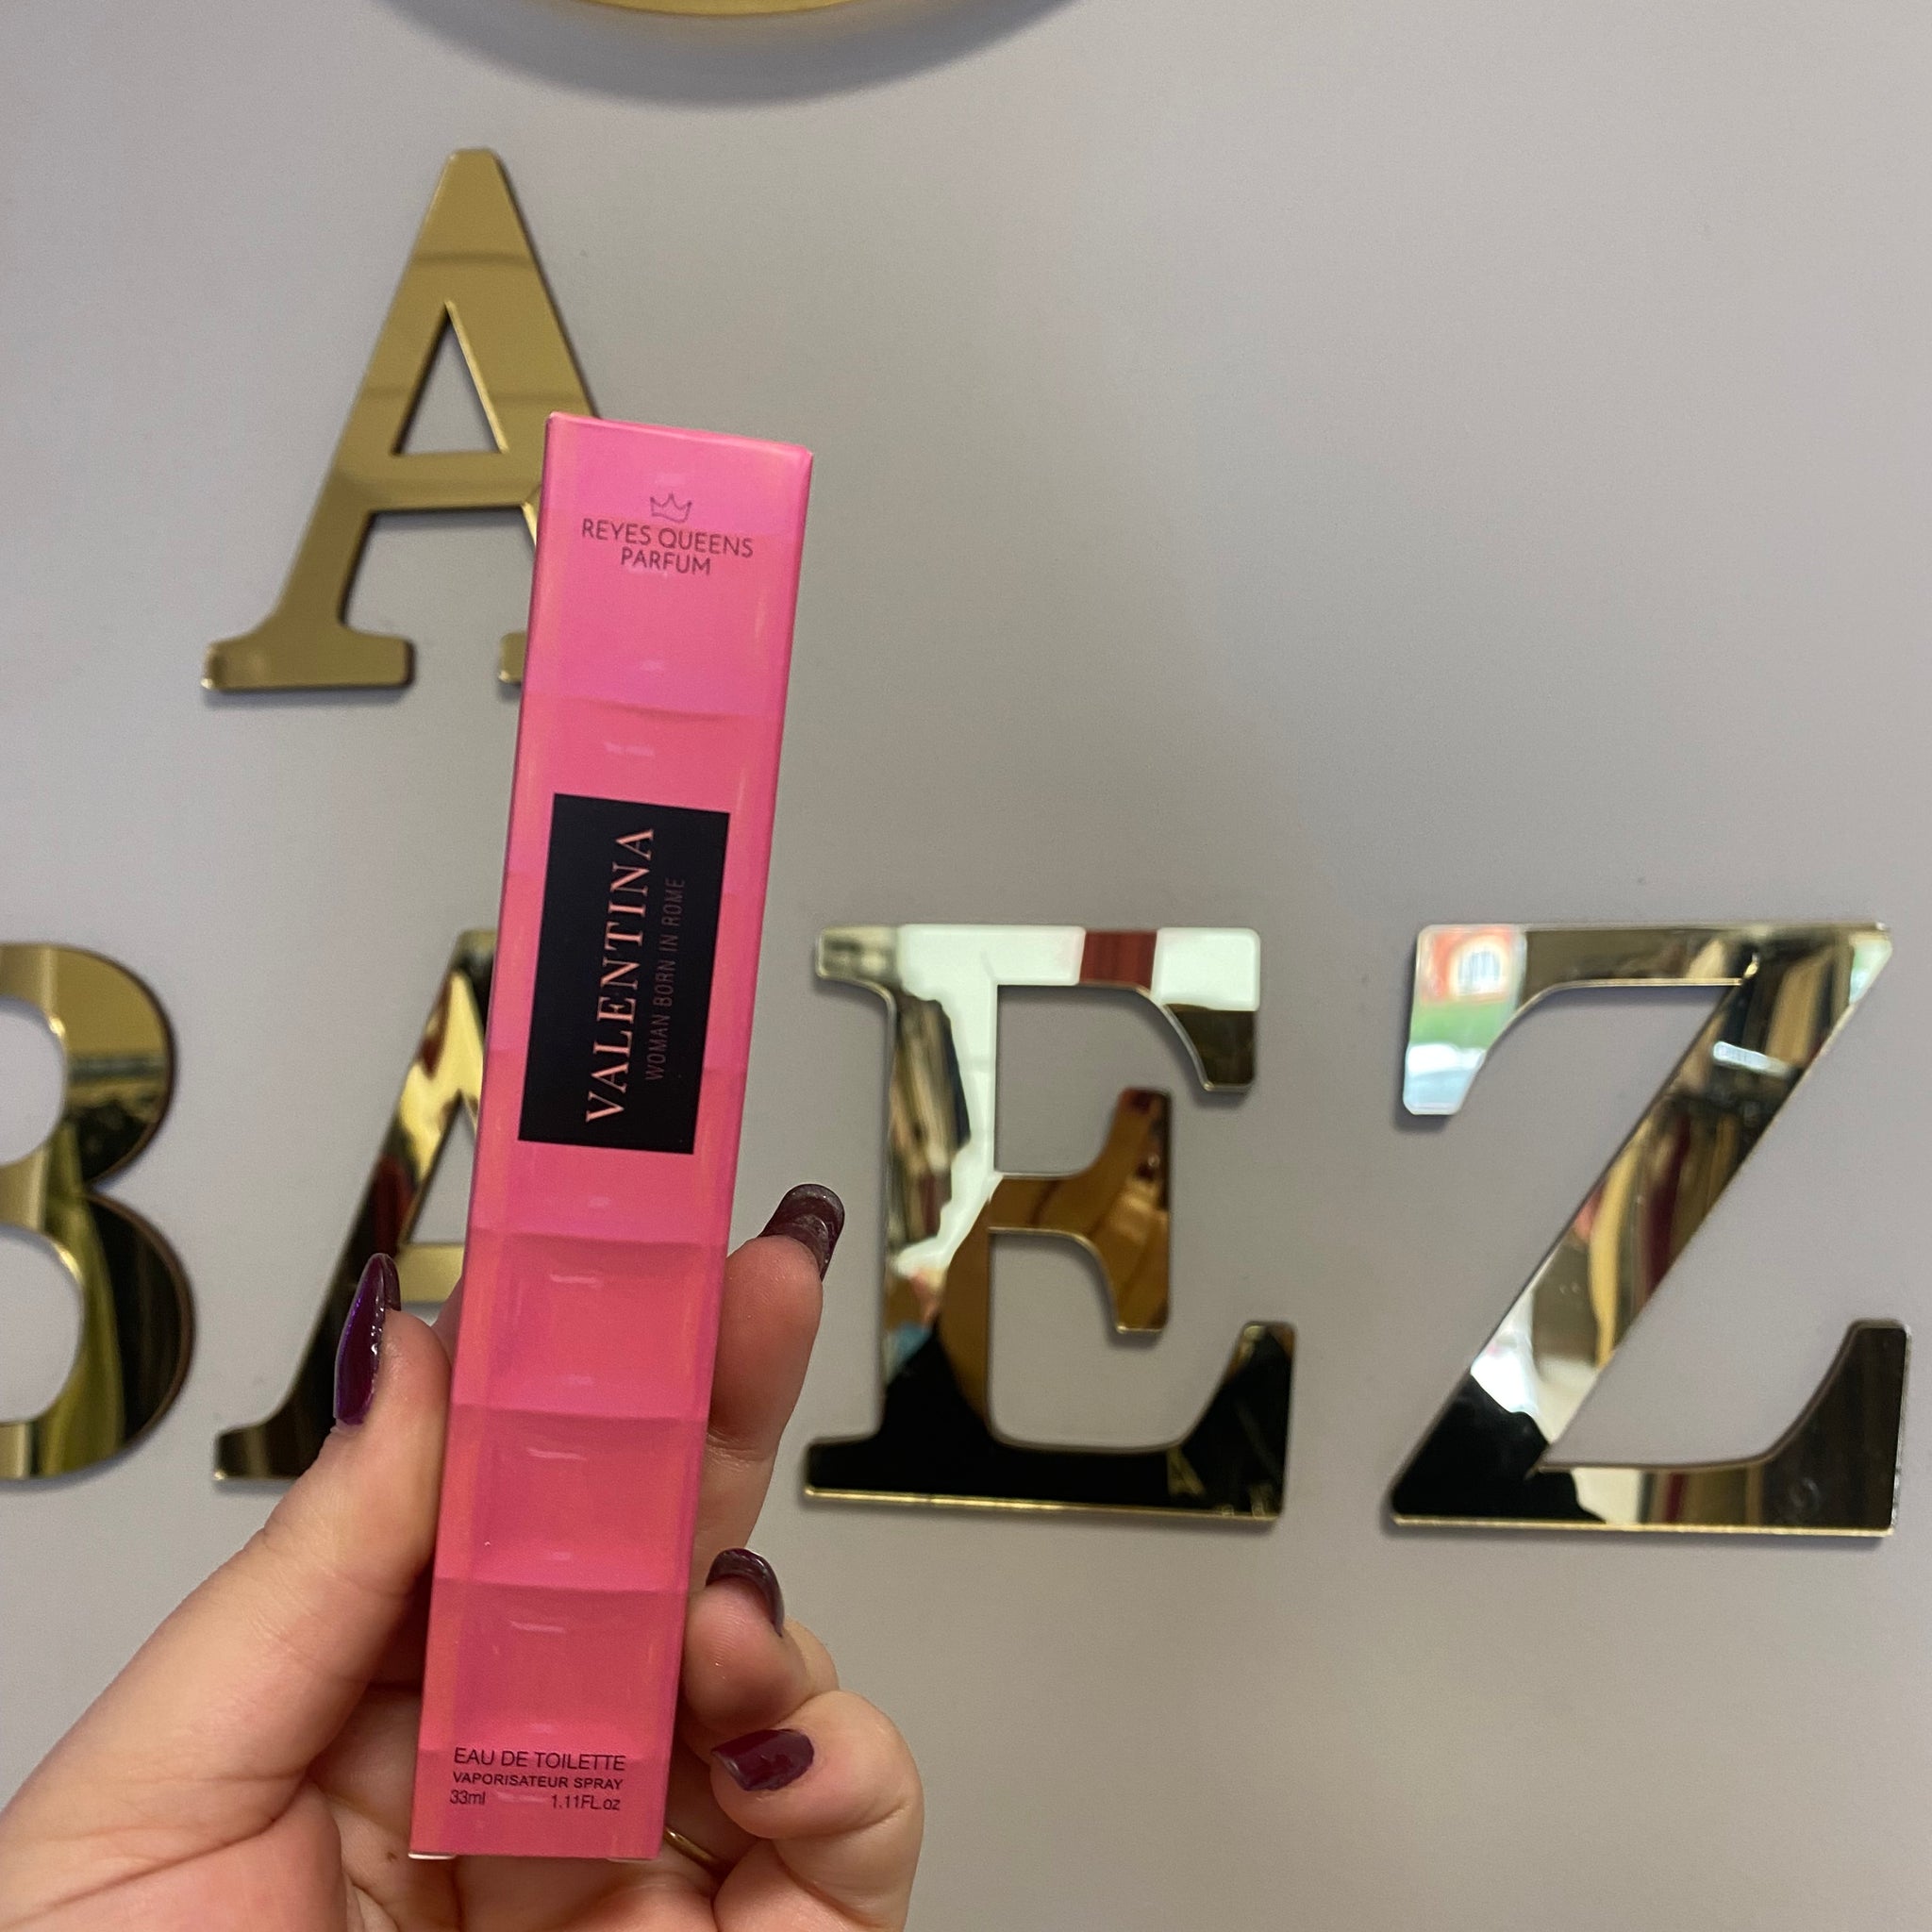 A
REYES QUEENS
PARFUM
VALENTINA
WOMAN BORN IN ROME
BAEZ
EAU DE TOILETTE
VAPORISATEUR SPRAY
33ml 1.11FL.oz